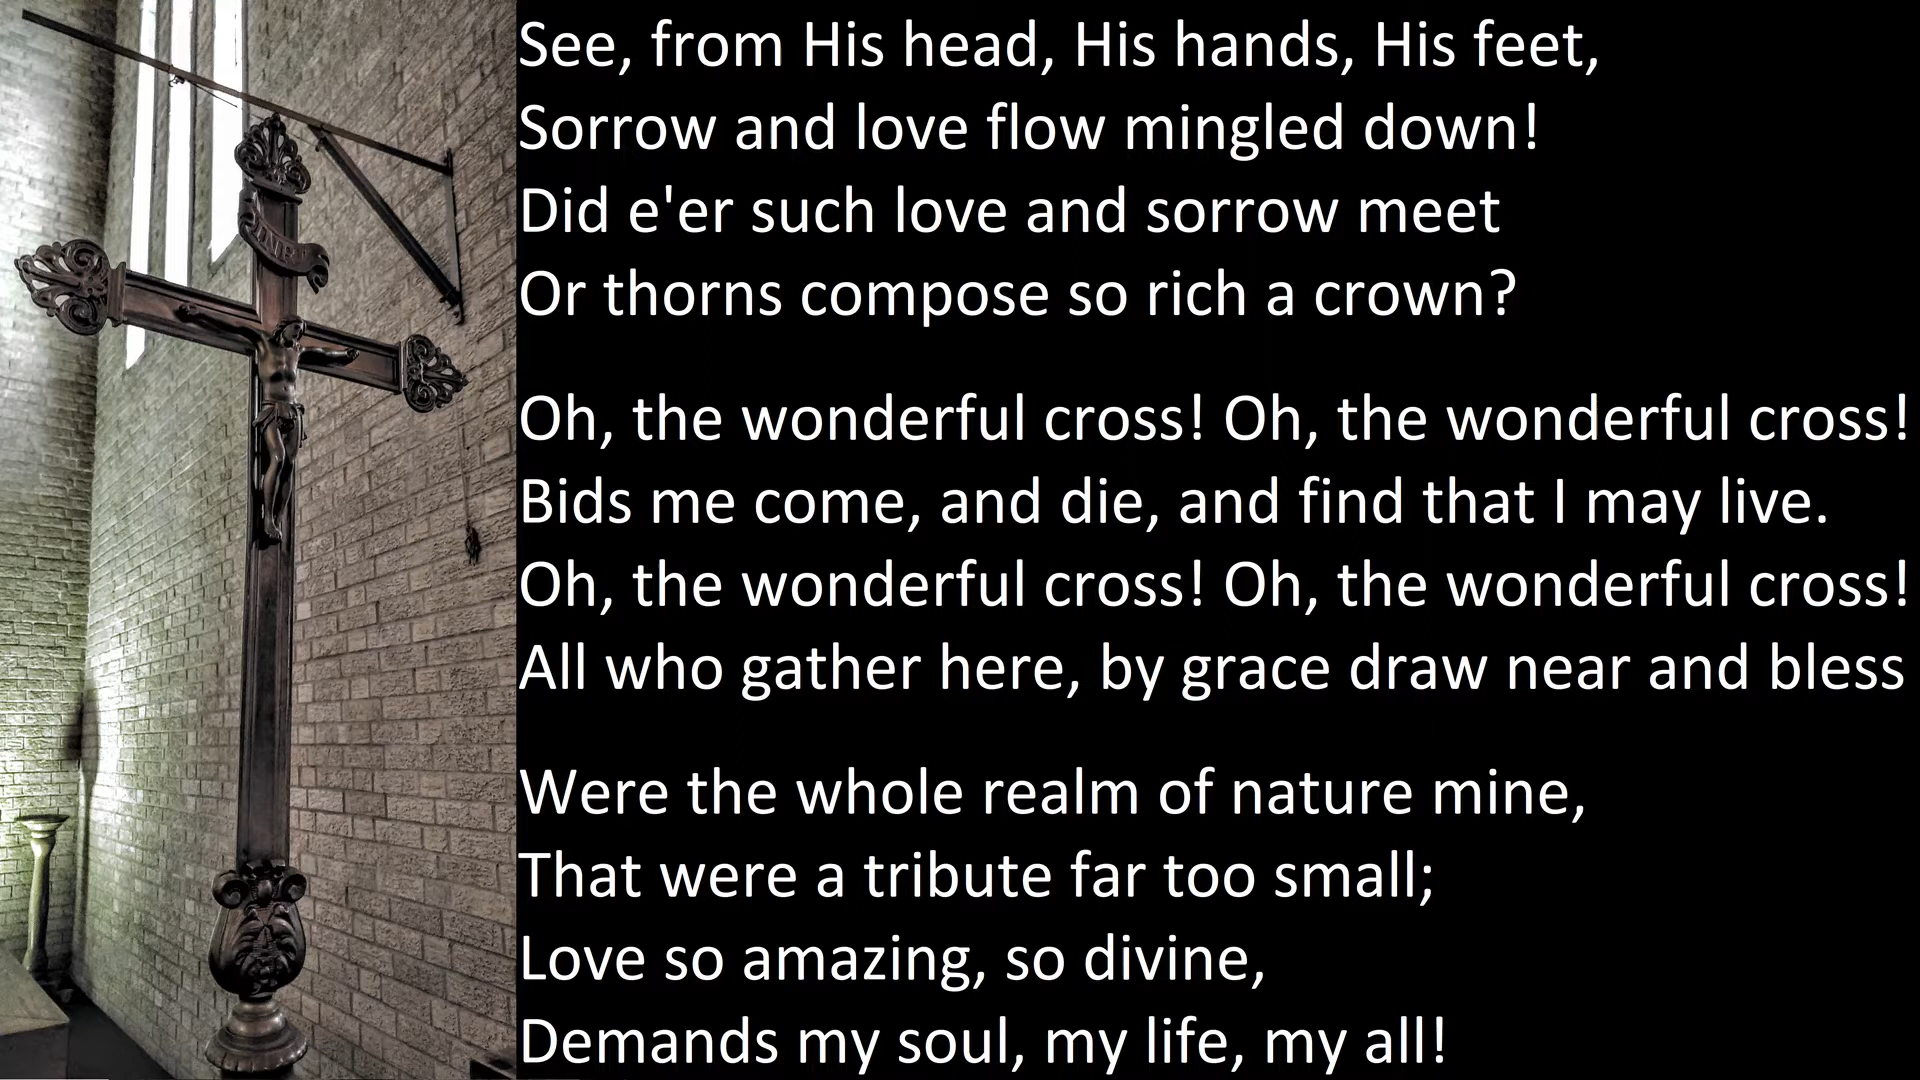 INRI
See, from His head, His hands, His feet,
Sorrow and love flow mingled down!
Did e'er such love and sorrow meet
Or thorns compose so rich a crown?
Oh, the wonderful cross! Oh, the wonderful cross!
Bids me come, and die, and find that I may live.
Oh, the wonderful cross! Oh, the wonderful cross!
All who gather here, by grace draw near and bless
Were the whole realm of nature mine,
That were a tribute far too small;
Love so amazing, so divine,
Demands my soul, my life, my all!